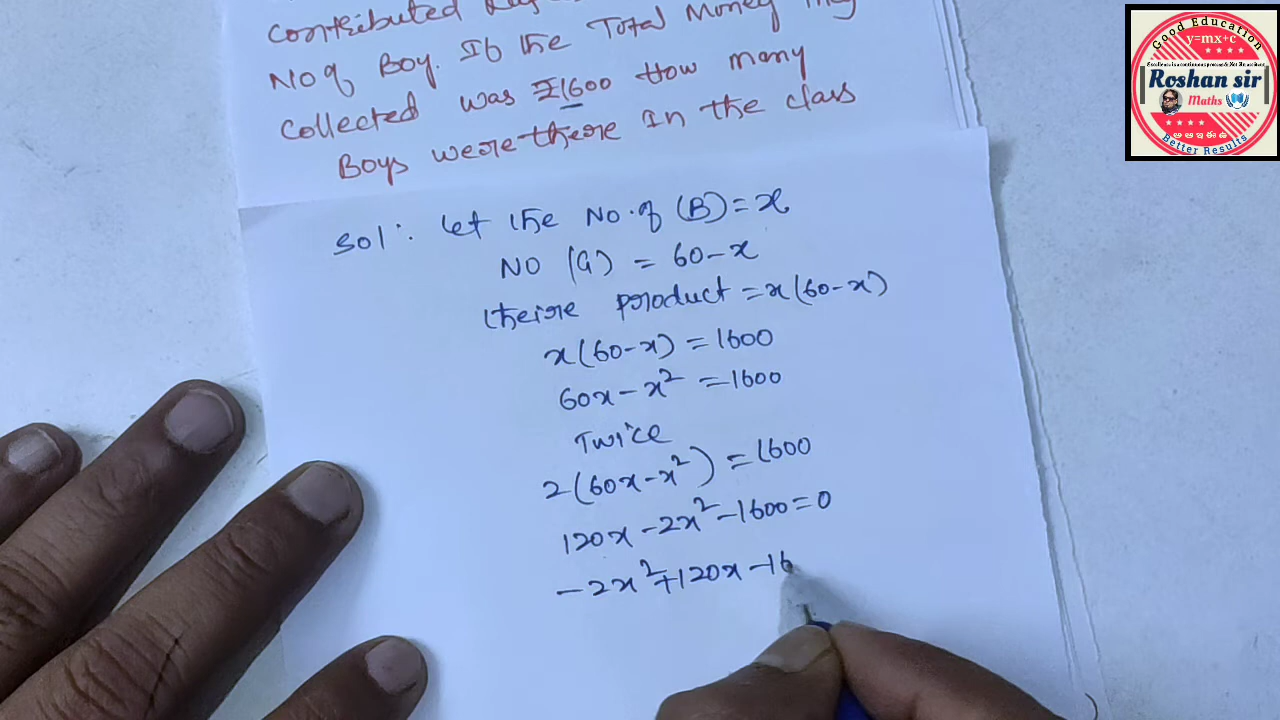 contributed
No of Boy. If the Total Money they
collected was ₹1600 How many
Boys were there In the class
Sol: Let the No. of (B) = x
NO (G) = 60-x
theire product = x(60-x)
x(60-x) = 1600
60x-x² = 1600
Twice
2(60x-x²) = 1600
120x-2x²-1600=0
-2x²+120x-16
Good Education
y=mx+c
Roshan sir
Maths
Better Results